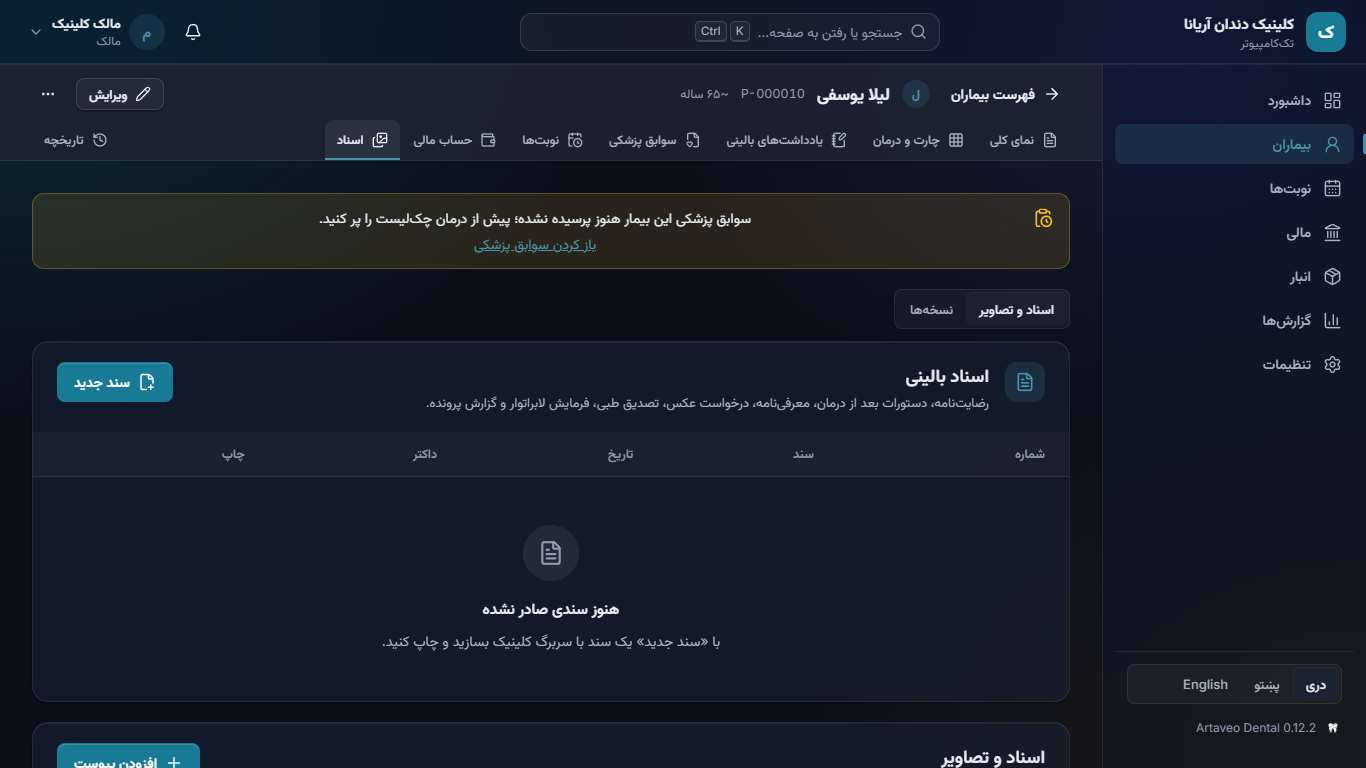 کلینیک دندان آریانا
تک‌کامپیوتر
ک
جستجو یا رفتن به صفحه... Ctrl K
م
مالک کلینیک
مالک
داشبورد
بیماران
نوبت‌ها
مالی
انبار
گزارش‌ها
تنظیمات
دری پښتو English
Artaveo Dental 0.12.2
فهرست بیماران ل لیلا یوسفی P-000010 ~۶۵ ساله
ویرایش
نمای کلی چارت و درمان یادداشت‌های بالینی سوابق پزشکی نوبت‌ها حساب مالی اسناد تاریخچه
سوابق پزشکی این بیمار هنوز پرسیده نشده؛ پیش از درمان چک‌لیست را پر کنید.
باز کردن سوابق پزشکی
اسناد و تصاویر نسخه‌ها
اسناد بالینی
رضایت‌نامه، دستورات بعد از درمان، معرفی‌نامه، درخواست عکس، تصدیق طبی، فرمایش لابراتوار و گزارش پرونده.
سند جدید
شماره سند تاریخ داکتر چاپ
هنوز سندی صادر نشده
با «سند جدید» یک سند با سربرگ کلینیک بسازید و چاپ کنید.
اسناد و تصاویر
افزودن پیوست